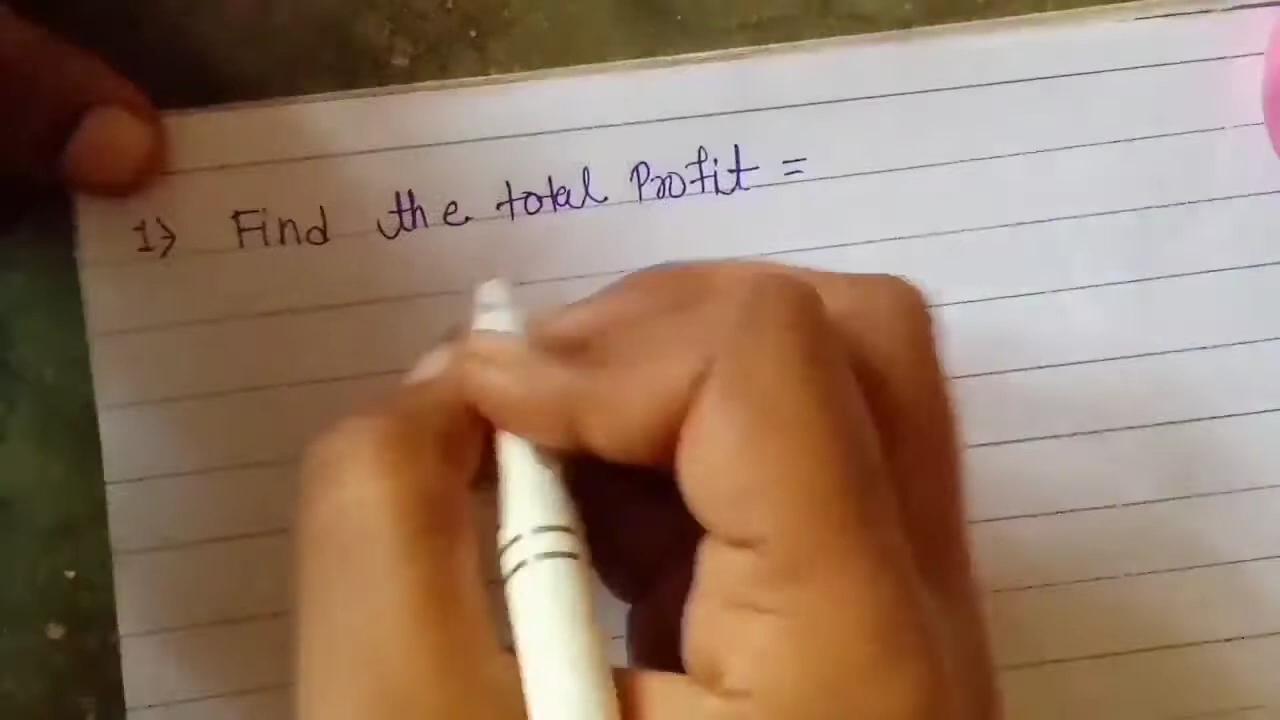 1) Find the total Profit =